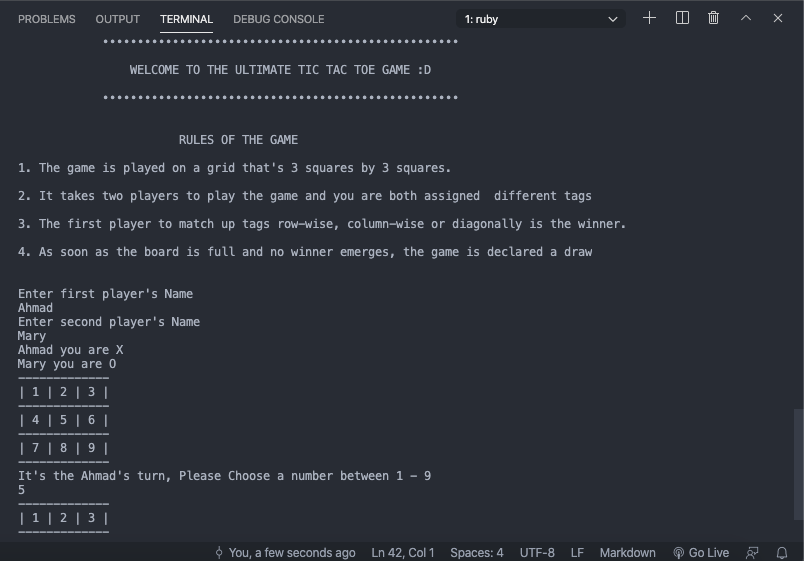 PROBLEMS OUTPUT TERMINAL DEBUG CONSOLE 1: ruby
••••••••••••••••••••••••••••••••••••••••••••••••••
WELCOME TO THE ULTIMATE TIC TAC TOE GAME :D
••••••••••••••••••••••••••••••••••••••••••••••••••
RULES OF THE GAME
1. The game is played on a grid that's 3 squares by 3 squares.
2. It takes two players to play the game and you are both assigned  different tags
3. The first player to match up tags row-wise, column-wise or diagonally is the winner.
4. As soon as the board is full and no winner emerges, the game is declared a draw
Enter first player's Name
Ahmad
Enter second player's Name
Mary
Ahmad you are X
Mary you are O
-------------
| 1 | 2 | 3 |
-------------
| 4 | 5 | 6 |
-------------
| 7 | 8 | 9 |
-------------
It's the Ahmad's turn, Please Choose a number between 1 - 9
5
-------------
| 1 | 2 | 3 |
-------------
You, a few seconds ago Ln 42, Col 1 Spaces: 4 UTF-8 LF Markdown Go Live